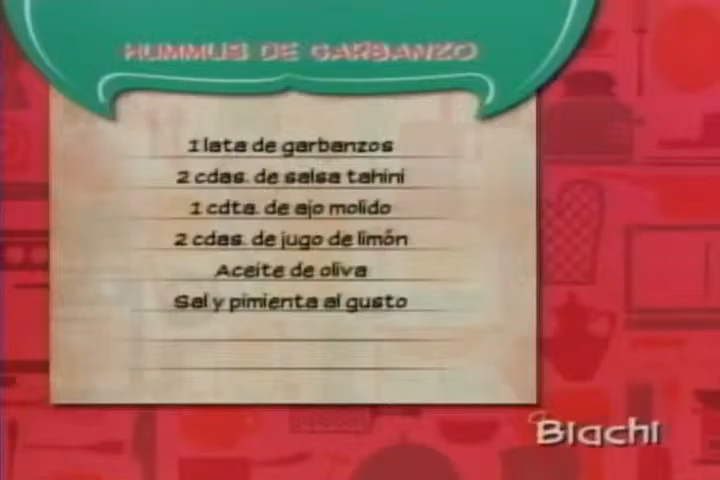 HUMMUS DE GARBANZO
1 lata de garbanzos
2 cdas. de salsa tahini
1 cdta. de ajo molido
2 cdas. de jugo de limón
Aceite de oliva
Sal y pimienta al gusto
Biachi